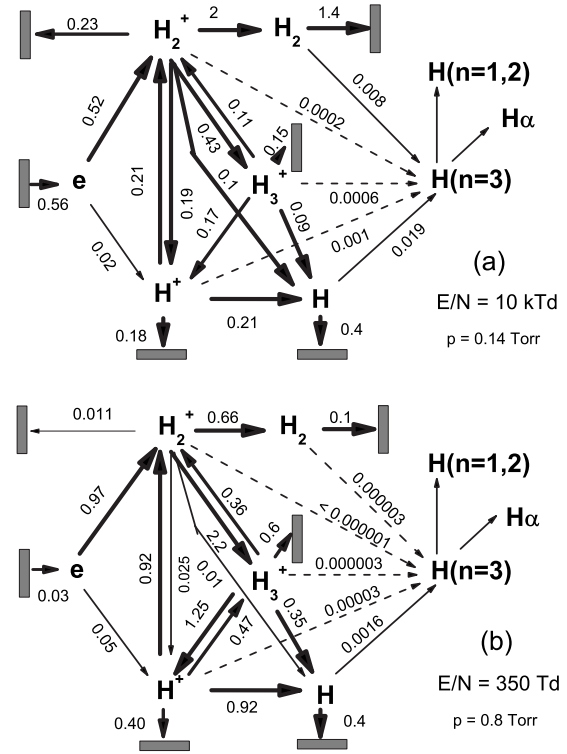 0.23
H₂⁺
2
H₂
1.4
0.008
H(n=1,2)
Hα
0.52
0.43
0.11
0.0002
0.15
e
0.56
0.21
0.19
0.1
H₃⁺
0.0006
H(n=3)
0.02
0.17
0.09
0.001
0.019
H⁺
0.21
H
0.18
0.4
(a)
E/N = 10 kTd
p = 0.14 Torr
0.011
H₂⁺
0.66
H₂
0.1
0.000003
H(n=1,2)
Hα
0.97
0.36
< 0.000001
2.2
0.6
e
0.03
0.92
0.025
0.01
H₃⁺
0.000003
H(n=3)
0.05
1.25
0.47
0.35
0.00003
0.0016
H⁺
0.92
H
0.40
0.4
(b)
E/N = 350 Td
p = 0.8 Torr